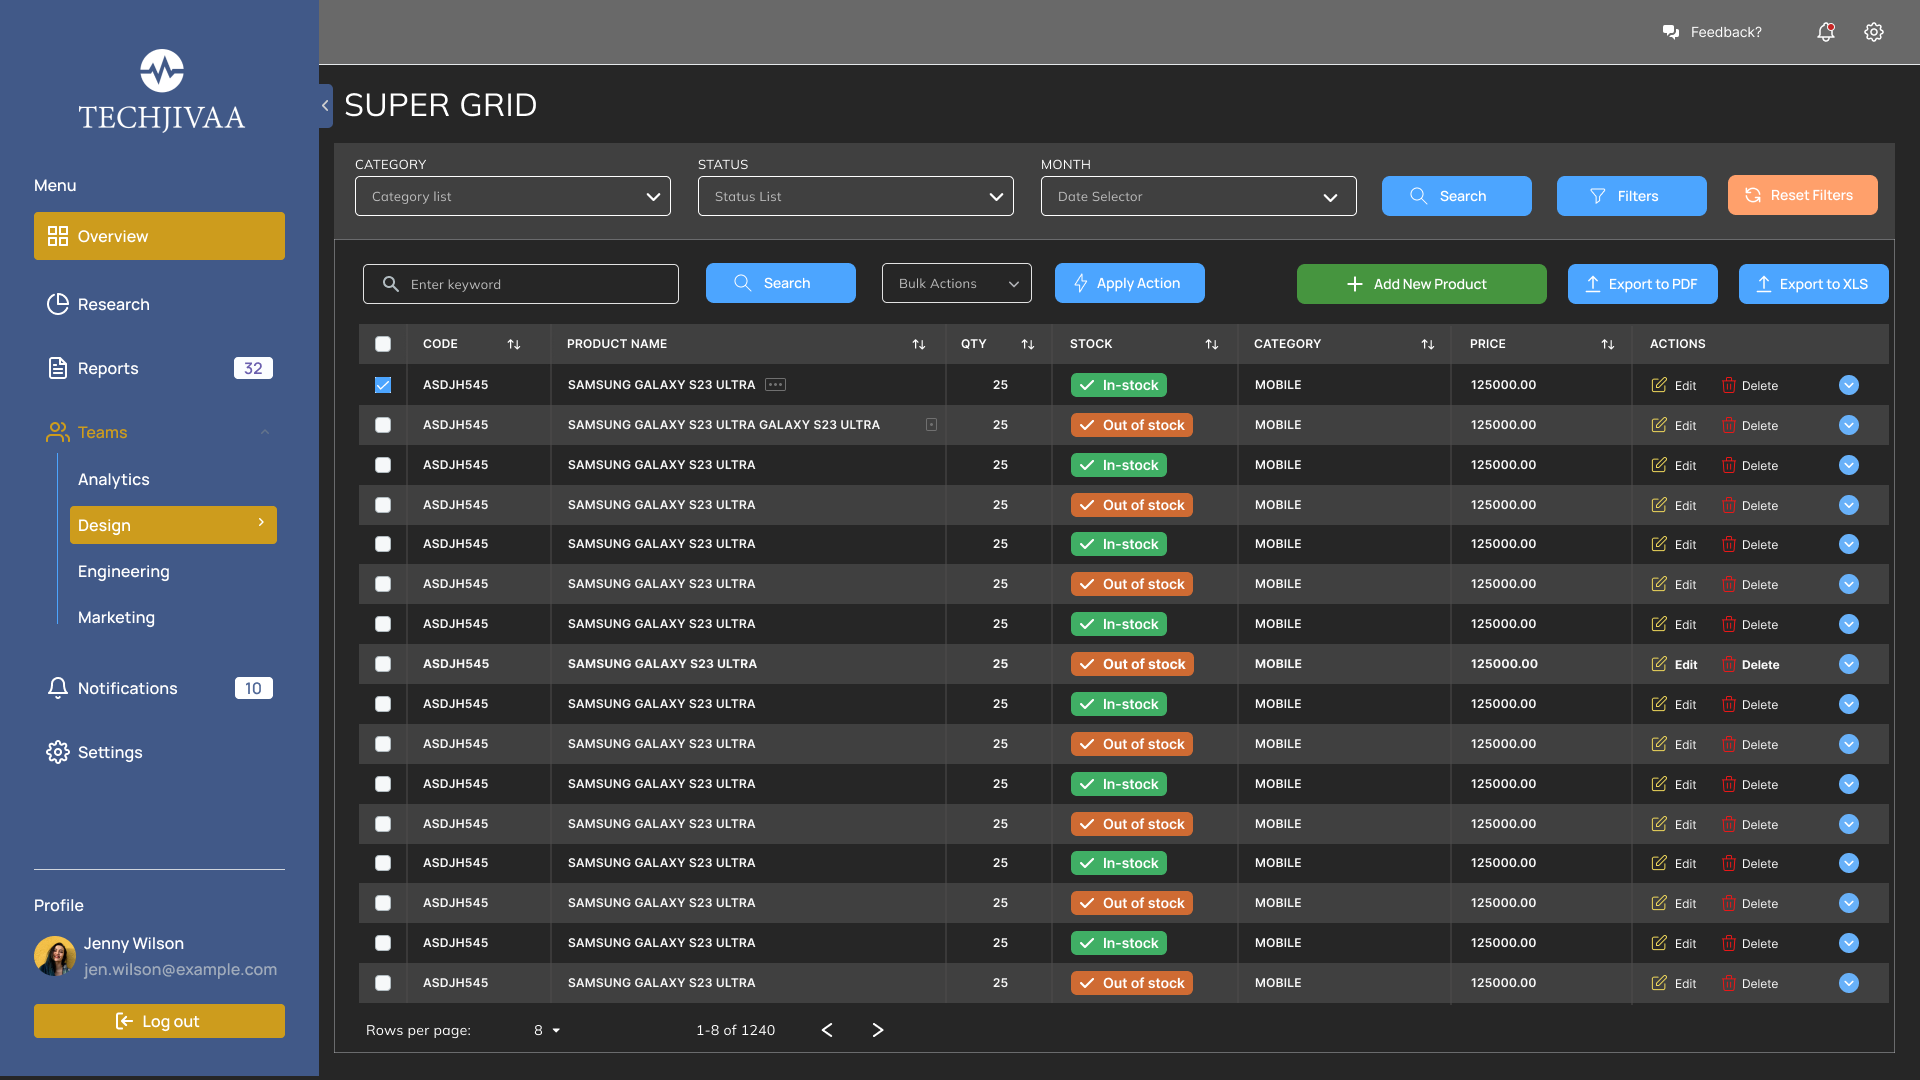 Feedback?
TECHJIVAA
SUPER GRID
Menu
Overview
Research
Reports 32
Teams
Analytics
Design
Engineering
Marketing
Notifications 10
Settings
Profile
Jenny Wilson
jen.wilson@example.com
Log out
CATEGORY STATUS MONTH
Category list Status List Date Selector Search Filters Reset Filters
Enter keyword Search Bulk Actions Apply Action Add New Product Export to PDF Export to XLS
CODE PRODUCT NAME QTY STOCK CATEGORY PRICE ACTIONS
ASDJH545 SAMSUNG GALAXY S23 ULTRA 25 In-stock MOBILE 125000.00 Edit Delete
ASDJH545 SAMSUNG GALAXY S23 ULTRA GALAXY S23 ULTRA 25 Out of stock MOBILE 125000.00 Edit Delete
ASDJH545 SAMSUNG GALAXY S23 ULTRA 25 In-stock MOBILE 125000.00 Edit Delete
ASDJH545 SAMSUNG GALAXY S23 ULTRA 25 Out of stock MOBILE 125000.00 Edit Delete
ASDJH545 SAMSUNG GALAXY S23 ULTRA 25 In-stock MOBILE 125000.00 Edit Delete
ASDJH545 SAMSUNG GALAXY S23 ULTRA 25 Out of stock MOBILE 125000.00 Edit Delete
ASDJH545 SAMSUNG GALAXY S23 ULTRA 25 In-stock MOBILE 125000.00 Edit Delete
ASDJH545 SAMSUNG GALAXY S23 ULTRA 25 Out of stock MOBILE 125000.00 Edit Delete
ASDJH545 SAMSUNG GALAXY S23 ULTRA 25 In-stock MOBILE 125000.00 Edit Delete
ASDJH545 SAMSUNG GALAXY S23 ULTRA 25 Out of stock MOBILE 125000.00 Edit Delete
ASDJH545 SAMSUNG GALAXY S23 ULTRA 25 In-stock MOBILE 125000.00 Edit Delete
ASDJH545 SAMSUNG GALAXY S23 ULTRA 25 Out of stock MOBILE 125000.00 Edit Delete
ASDJH545 SAMSUNG GALAXY S23 ULTRA 25 In-stock MOBILE 125000.00 Edit Delete
ASDJH545 SAMSUNG GALAXY S23 ULTRA 25 Out of stock MOBILE 125000.00 Edit Delete
ASDJH545 SAMSUNG GALAXY S23 ULTRA 25 In-stock MOBILE 125000.00 Edit Delete
ASDJH545 SAMSUNG GALAXY S23 ULTRA 25 Out of stock MOBILE 125000.00 Edit Delete
Rows per page: 8 1-8 of 1240